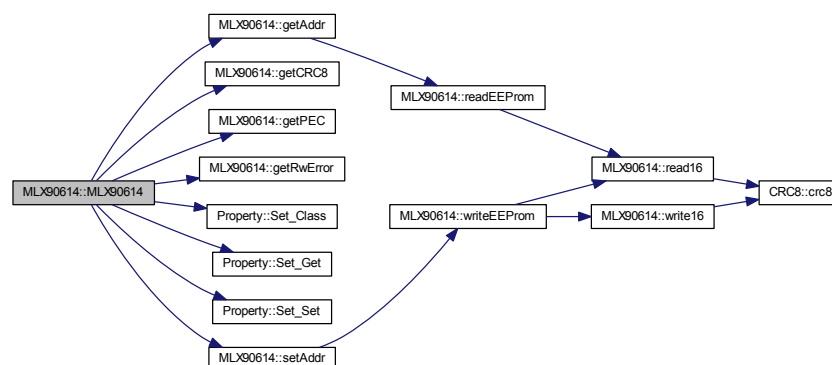 MLX90614::getAddr
MLX90614::getCRC8
MLX90614::readEEProm
MLX90614::getPEC
MLX90614::getRwError
MLX90614::read16
MLX90614::MLX90614
CRC8::crc8
Property::Set_Class
MLX90614::writeEEProm
MLX90614::write16
Property::Set_Get
Property::Set_Set
MLX90614::setAddr